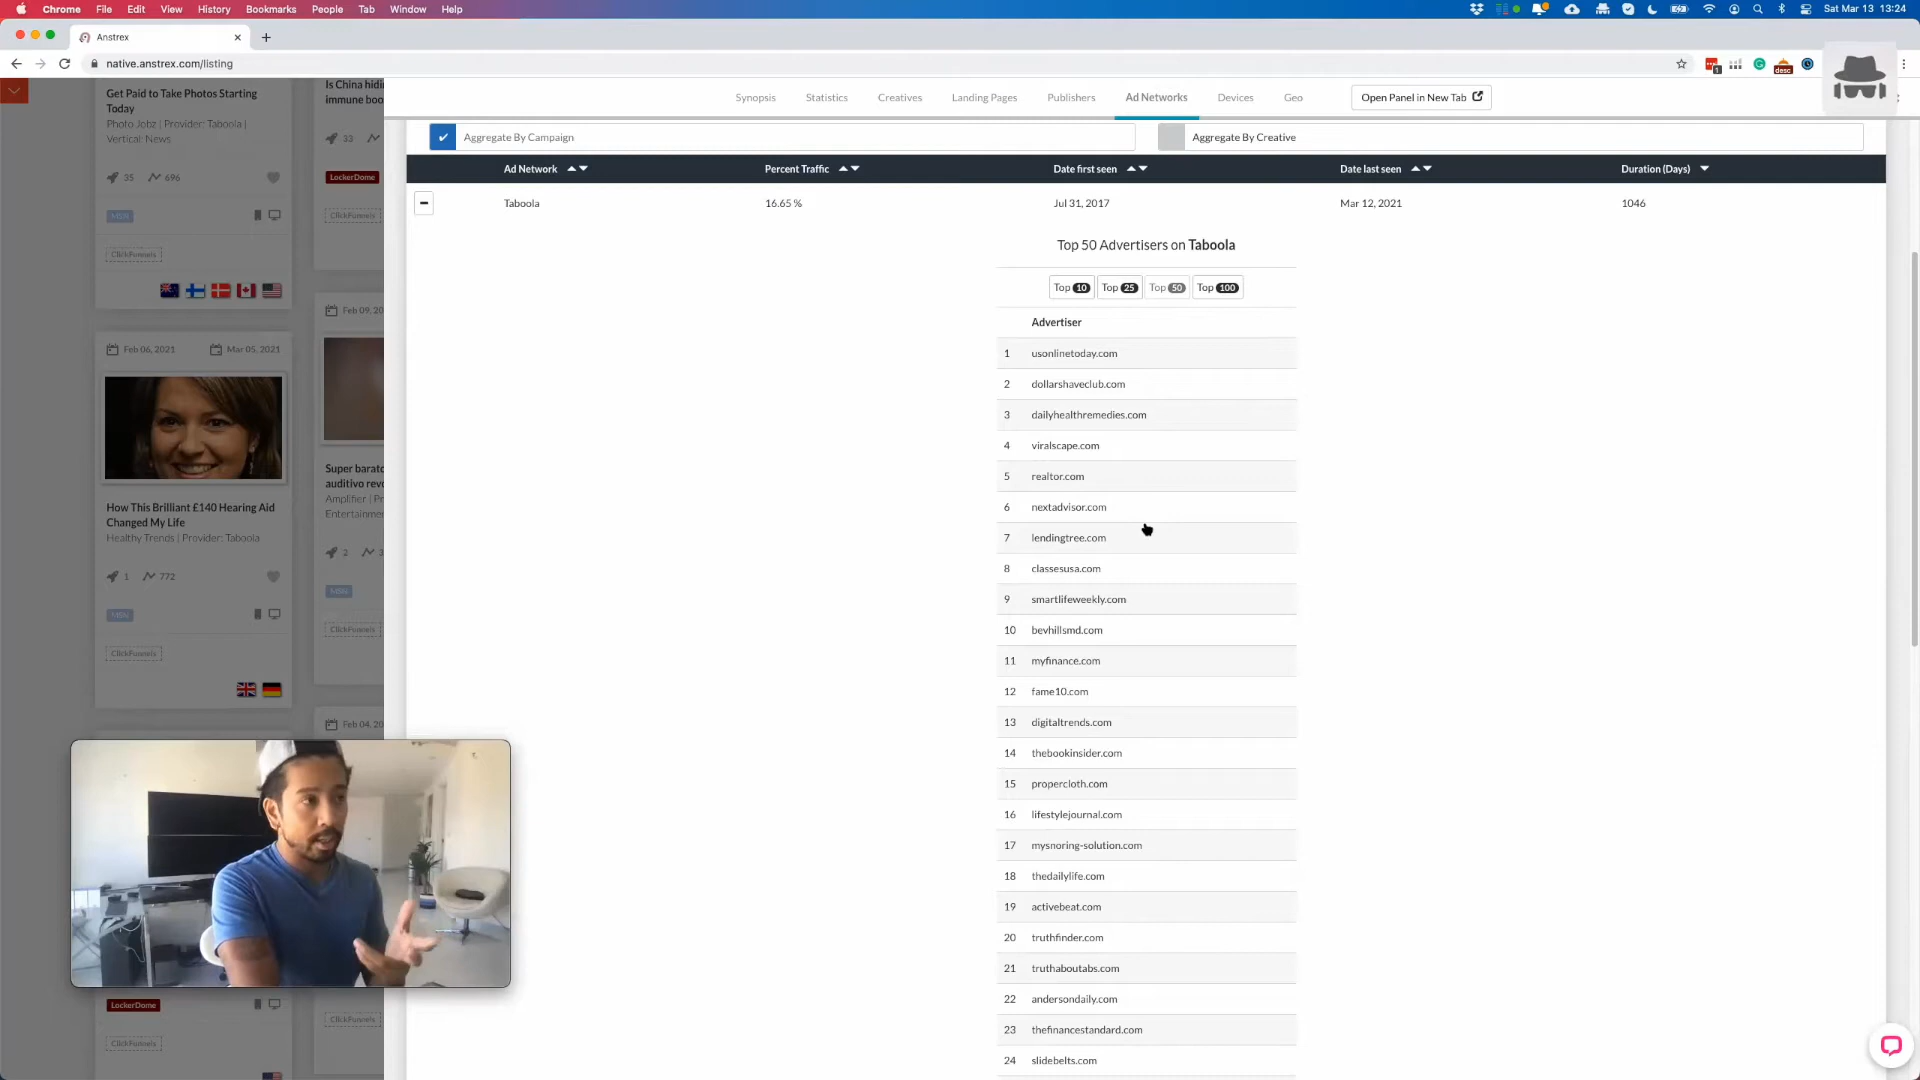 Chrome File Edit View History Bookmarks People Tab Window Help
Sat Mar 13 13:24
Anstrex
native.anstrex.com/listing
Get Paid to Take Photos Starting
Today
Photo Jobz | Provider: Taboola |
Vertical: News
35 696
MSN
ClickFunnels
Is China hidi
immune boo
33
LockerDome
ClickFunnels
Feb 06, 2021 Mar 05, 2021
How This Brilliant £140 Hearing Aid
Changed My Life
Healthy Trends | Provider: Taboola
1 772
MSN
ClickFunnels
Feb 09, 20
Super barato
auditivo revo
Amplifier | Pr
Entertainmen
2 3
MSN
ClickFunnels
Feb 04, 20
LockerDome
ClickFunnels
ClickFunnels
Synopsis Statistics Creatives Landing Pages Publishers Ad Networks Devices Geo Open Panel in New Tab
Aggregate By Campaign Aggregate By Creative
Ad Network Percent Traffic Date first seen Date last seen Duration (Days)
Taboola 16.65 % Jul 31, 2017 Mar 12, 2021 1046
Top 50 Advertisers on Taboola
Top 10 Top 25 Top 50 Top 100
Advertiser
1 usonlinetoday.com
2 dollarshaveclub.com
3 dailyhealthremedies.com
4 viralscape.com
5 realtor.com
6 nextadvisor.com
7 lendingtree.com
8 classesusa.com
9 smartlifeweekly.com
10 bevhillsmd.com
11 myfinance.com
12 fame10.com
13 digitaltrends.com
14 thebookinsider.com
15 propercloth.com
16 lifestylejournal.com
17 mysnoring-solution.com
18 thedailylife.com
19 activebeat.com
20 truthfinder.com
21 truthaboutabs.com
22 andersondaily.com
23 thefinancestandard.com
24 slidebelts.com